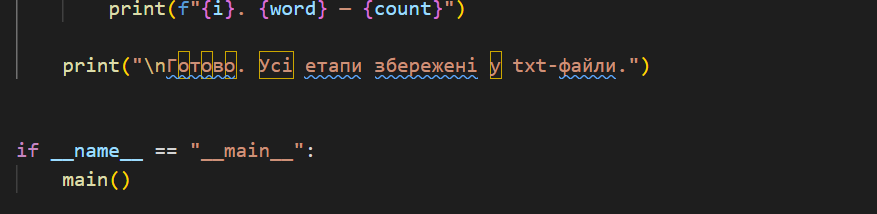 print(f"{i}. {word} — {count}")
print("\nГотово. Усі етапи збережені у txt-файли.")
if __name__ == "__main__":
main()